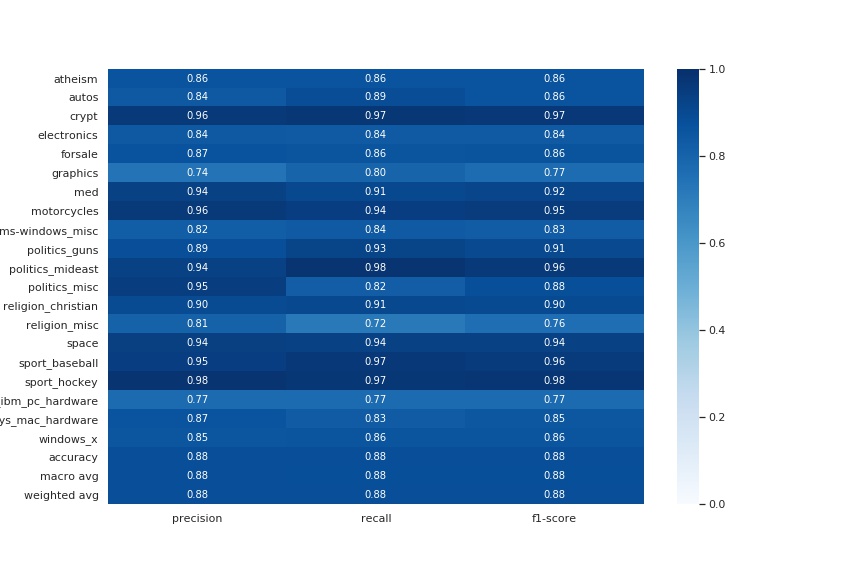 atheism 0.86 0.86 0.86
autos 0.84 0.89 0.86
crypt 0.96 0.97 0.97
electronics 0.84 0.84 0.84
forsale 0.87 0.86 0.86
graphics 0.74 0.80 0.77
med 0.94 0.91 0.92
motorcycles 0.96 0.94 0.95
ms-windows_misc 0.82 0.84 0.83
politics_guns 0.89 0.93 0.91
politics_mideast 0.94 0.98 0.96
politics_misc 0.95 0.82 0.88
religion_christian 0.90 0.91 0.90
religion_misc 0.81 0.72 0.76
space 0.94 0.94 0.94
sport_baseball 0.95 0.97 0.96
sport_hockey 0.98 0.97 0.98
_ibm_pc_hardware 0.77 0.77 0.77
ys_mac_hardware 0.87 0.83 0.85
windows_x 0.85 0.86 0.86
accuracy 0.88 0.88 0.88
macro avg 0.88 0.88 0.88
weighted avg 0.88 0.88 0.88
precision recall f1-score
1.0
0.8
0.6
0.4
0.2
0.0